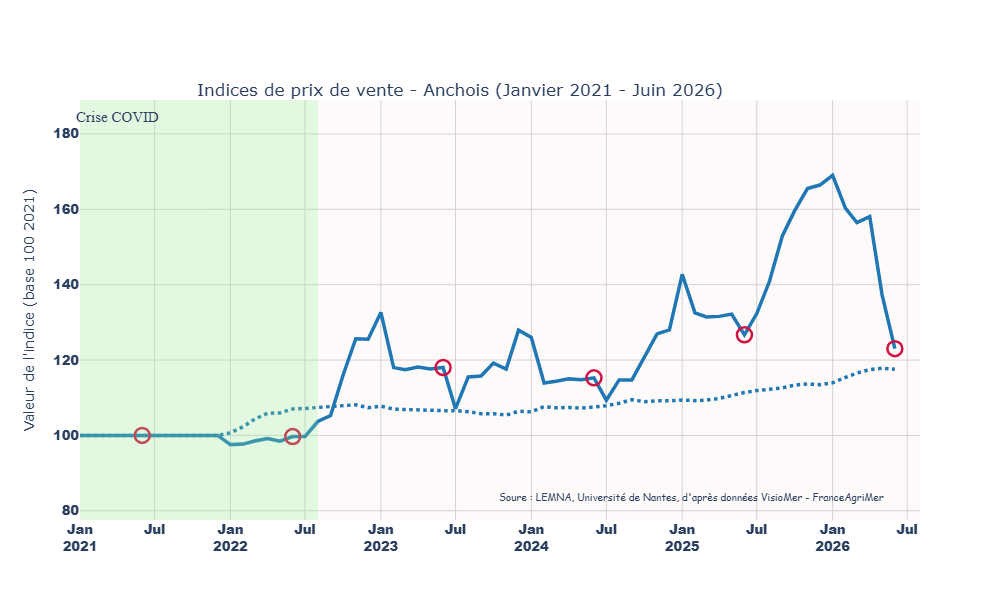 Indices de prix de vente - Anchois (Janvier 2021 - Juin 2026)
Crise COVID
Valeur de l'indice (base 100 2021)
180
160
140
120
100
80
Soure : LEMNA, Université de Nantes, d'après données VisioMer - FranceAgriMer
Jan Jul Jan Jul Jan Jul Jan Jul Jan Jul Jan Jul
2021 2022 2023 2024 2025 2026